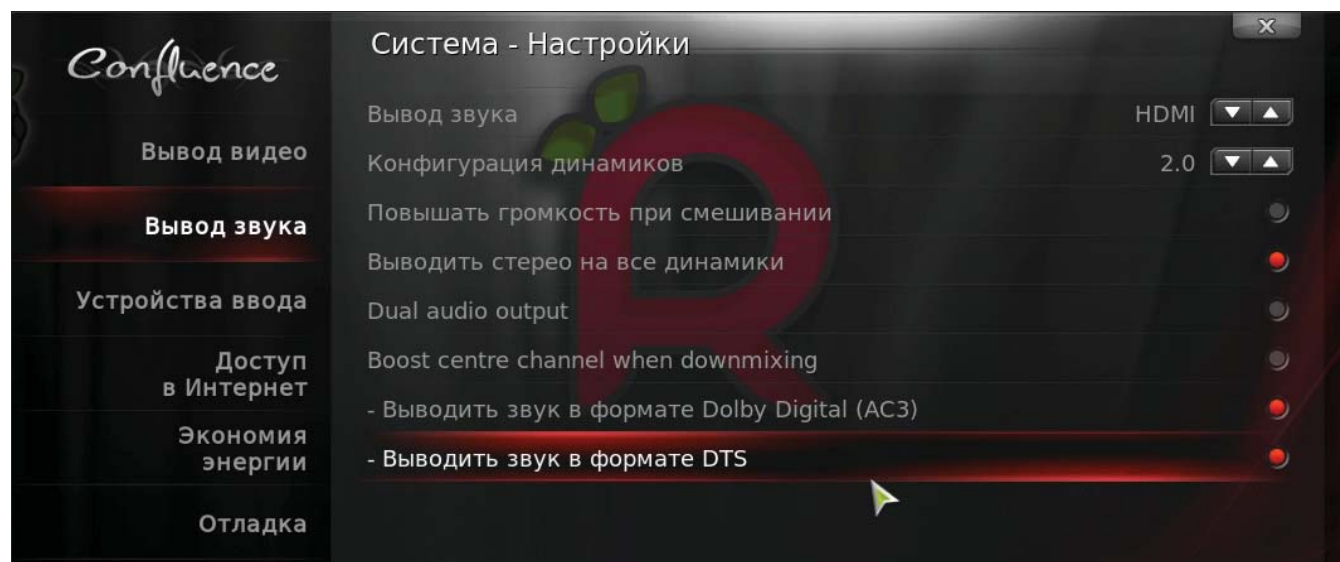 Confluence
Система - Настройки
Вывод видео
Вывод звука
Устройства ввода
Доступ
в Интернет
Экономия
энергии
Отладка
Вывод звука HDMI
Конфигурация динамиков 2.0
Повышать громкость при смешивании
Выводить стерео на все динамики
Dual audio output
Boost centre channel when downmixing
- Выводить звук в формате Dolby Digital (AC3)
- Выводить звук в формате DTS